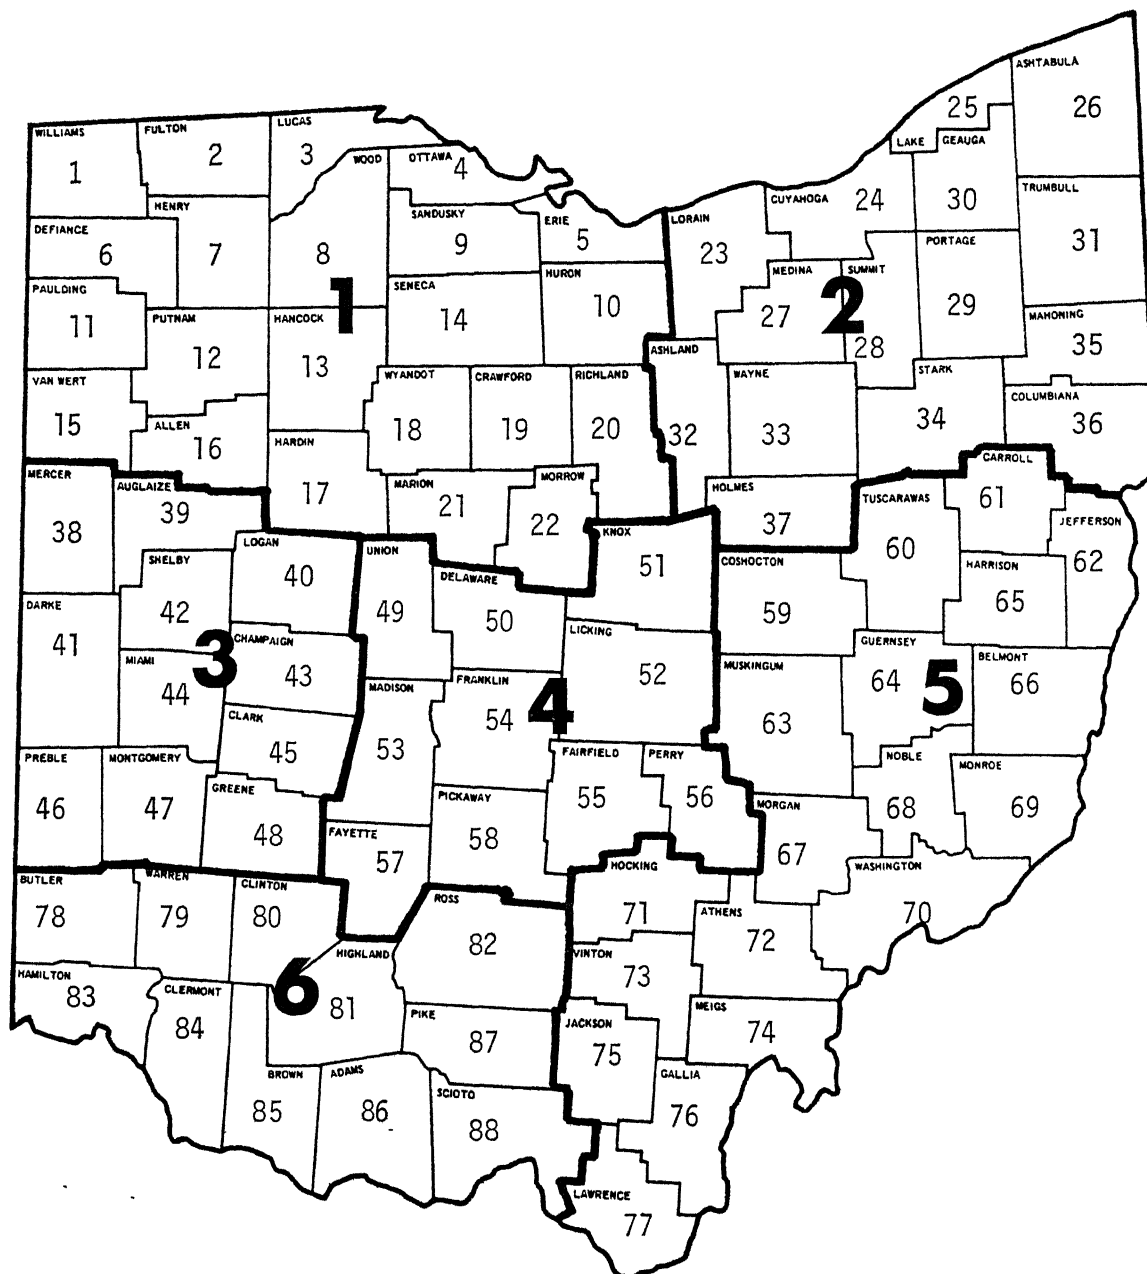 ASHTABULA
25
26
WILLIAMS
FULTON
LUCAS
LAKE
GEAUGA
1
2
3
WOOD
OTTAWA
4
TRUMBULL
HENRY
SANDUSKY
ERIE
LORAIN
CUYAHOGA
24
30
DEFIANCE
6
7
8
9
5
23
PORTAGE
31
PAULDING
SENECA
HURON
MEDINA
SUMMIT
11
PUTNAM
HANCOCK
1
14
10
27
2
29
MAHONING
12
13
ASHLAND
28
35
VAN WERT
WYANDOT
CRAWFORD
RICHLAND
WAYNE
STARK
COLUMBIANA
15
ALLEN
16
18
19
20
32
33
34
36
HARDIN
CARROLL
MERCER
AUGLAIZE
17
MARION
MORROW
HOLMES
TUSCARAWAS
61
38
39
21
22
37
JEFFERSON
LOGAN
UNION
KNOX
60
62
SHELBY
40
DELAWARE
51
COSHOCTON
HARRISON
DARKE
42
49
50
59
65
41
CHAMPAIGN
LICKING
GUERNSEY
MIAMI
3
43
MADISON
FRANKLIN
52
MUSKINGUM
64
5
BELMONT
66
44
CLARK
54
4
63
PREBLE
MONTGOMERY
45
53
FAIRFIELD
PERRY
NOBLE
MONROE
46
47
GREENE
48
PICKAWAY
55
56
MORGAN
68
69
FAYETTE
58
67
57
HOCKING
WASHINGTON
BUTLER
WARREN
CLINTON
ROSS
78
79
80
71
ATHENS
70
82
72
HIGHLAND
VINTON
HAMILTON
83
CLERMONT
6
81
73
MEIGS
84
PIKE
87
JACKSON
75
74
BROWN
ADAMS
GALLIA
85
86
SCIOTO
88
76
LAWRENCE
77